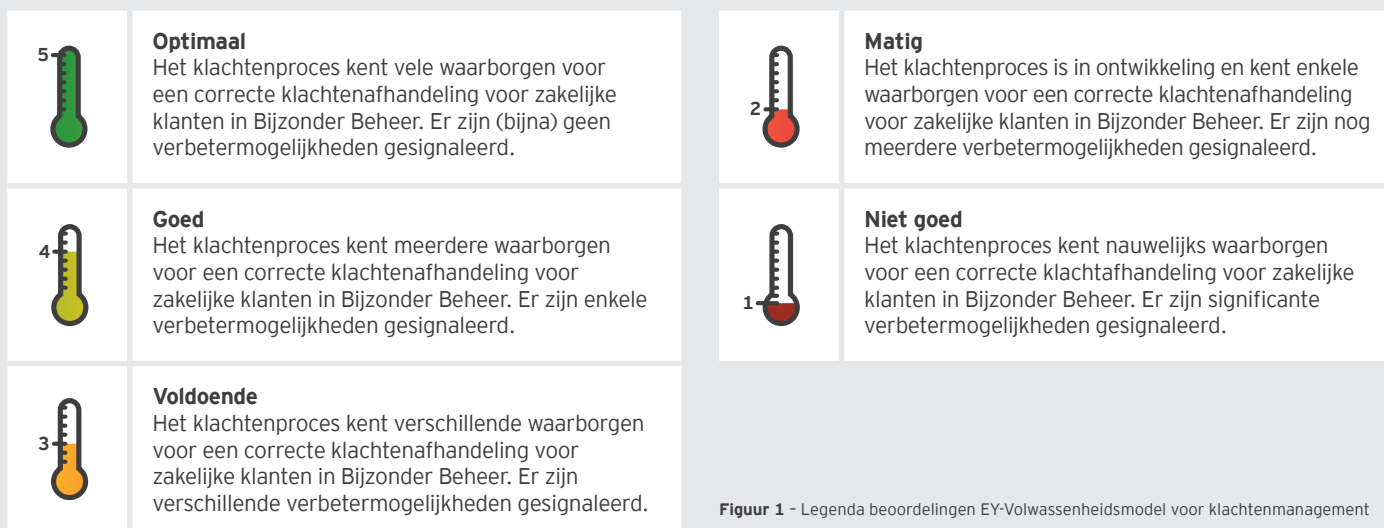 5
Optimaal
Het klachtenproces kent vele waarborgen voor
een correcte klachtenafhandeling voor zakelijke
klanten in Bijzonder Beheer. Er zijn (bijna) geen
verbetermogelijkheden gesignaleerd.
4
Goed
Het klachtenproces kent meerdere waarborgen
voor een correcte klachtenafhandeling voor
zakelijke klanten in Bijzonder Beheer. Er zijn enkele
verbetermogelijkheden gesignaleerd.
3
Voldoende
Het klachtenproces kent verschillende waarborgen
voor een correcte klachtenafhandeling voor
zakelijke klanten in Bijzonder Beheer. Er zijn
verschillende verbetermogelijkheden gesignaleerd.
2
Matig
Het klachtenproces is in ontwikkeling en kent enkele
waarborgen voor een correcte klachtenafhandeling
voor zakelijke klanten in Bijzonder Beheer. Er zijn nog
meerdere verbetermogelijkheden gesignaleerd.
1
Niet goed
Het klachtenproces kent nauwelijks waarborgen
voor een correcte klachtafhandeling voor zakelijke
klanten in Bijzonder Beheer. Er zijn significante
verbetermogelijkheden gesignaleerd.
Figuur 1 – Legenda beoordelingen EY-Volwassenheidsmodel voor klachtenmanagement